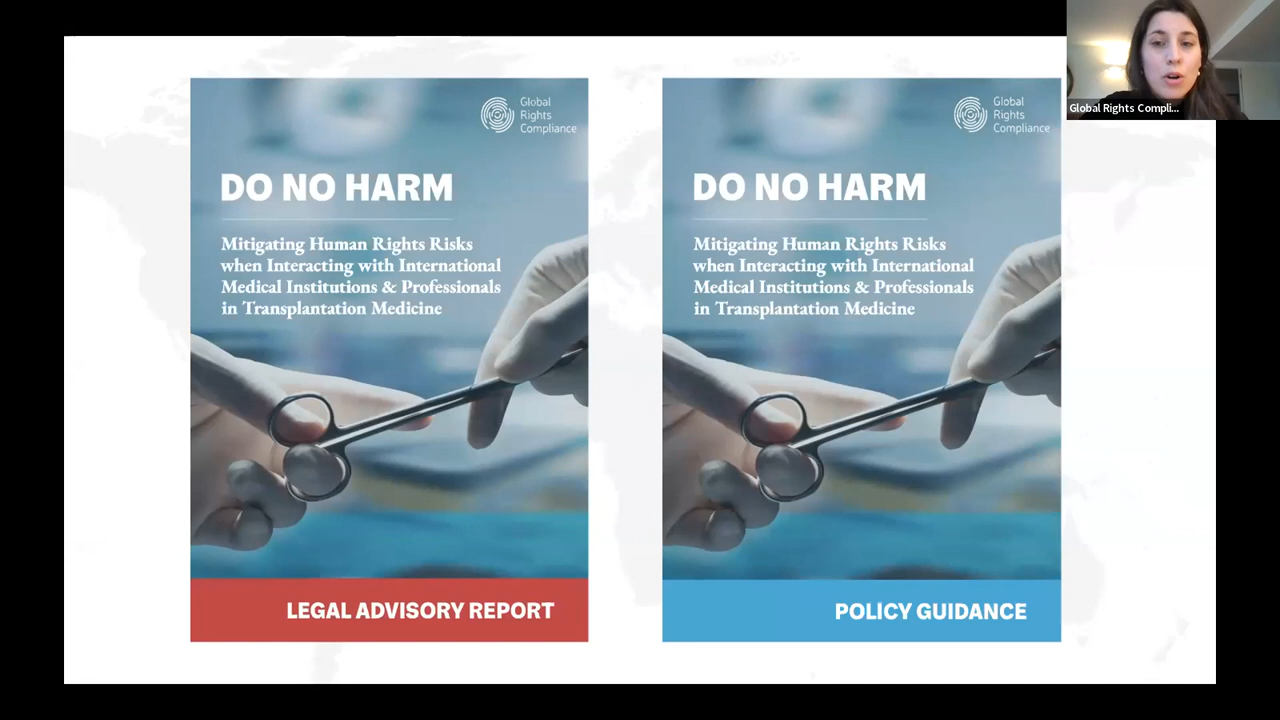 Global
Rights
Compliance
DO NO HARM
Mitigating Human Rights Risks
when Interacting with International
Medical Institutions & Professionals
in Transplantation Medicine
LEGAL ADVISORY REPORT
Global
Rights
Compliance
DO NO HARM
Mitigating Human Rights Risks
when Interacting with International
Medical Institutions & Professionals
in Transplantation Medicine
POLICY GUIDANCE
Global Rights Compli...